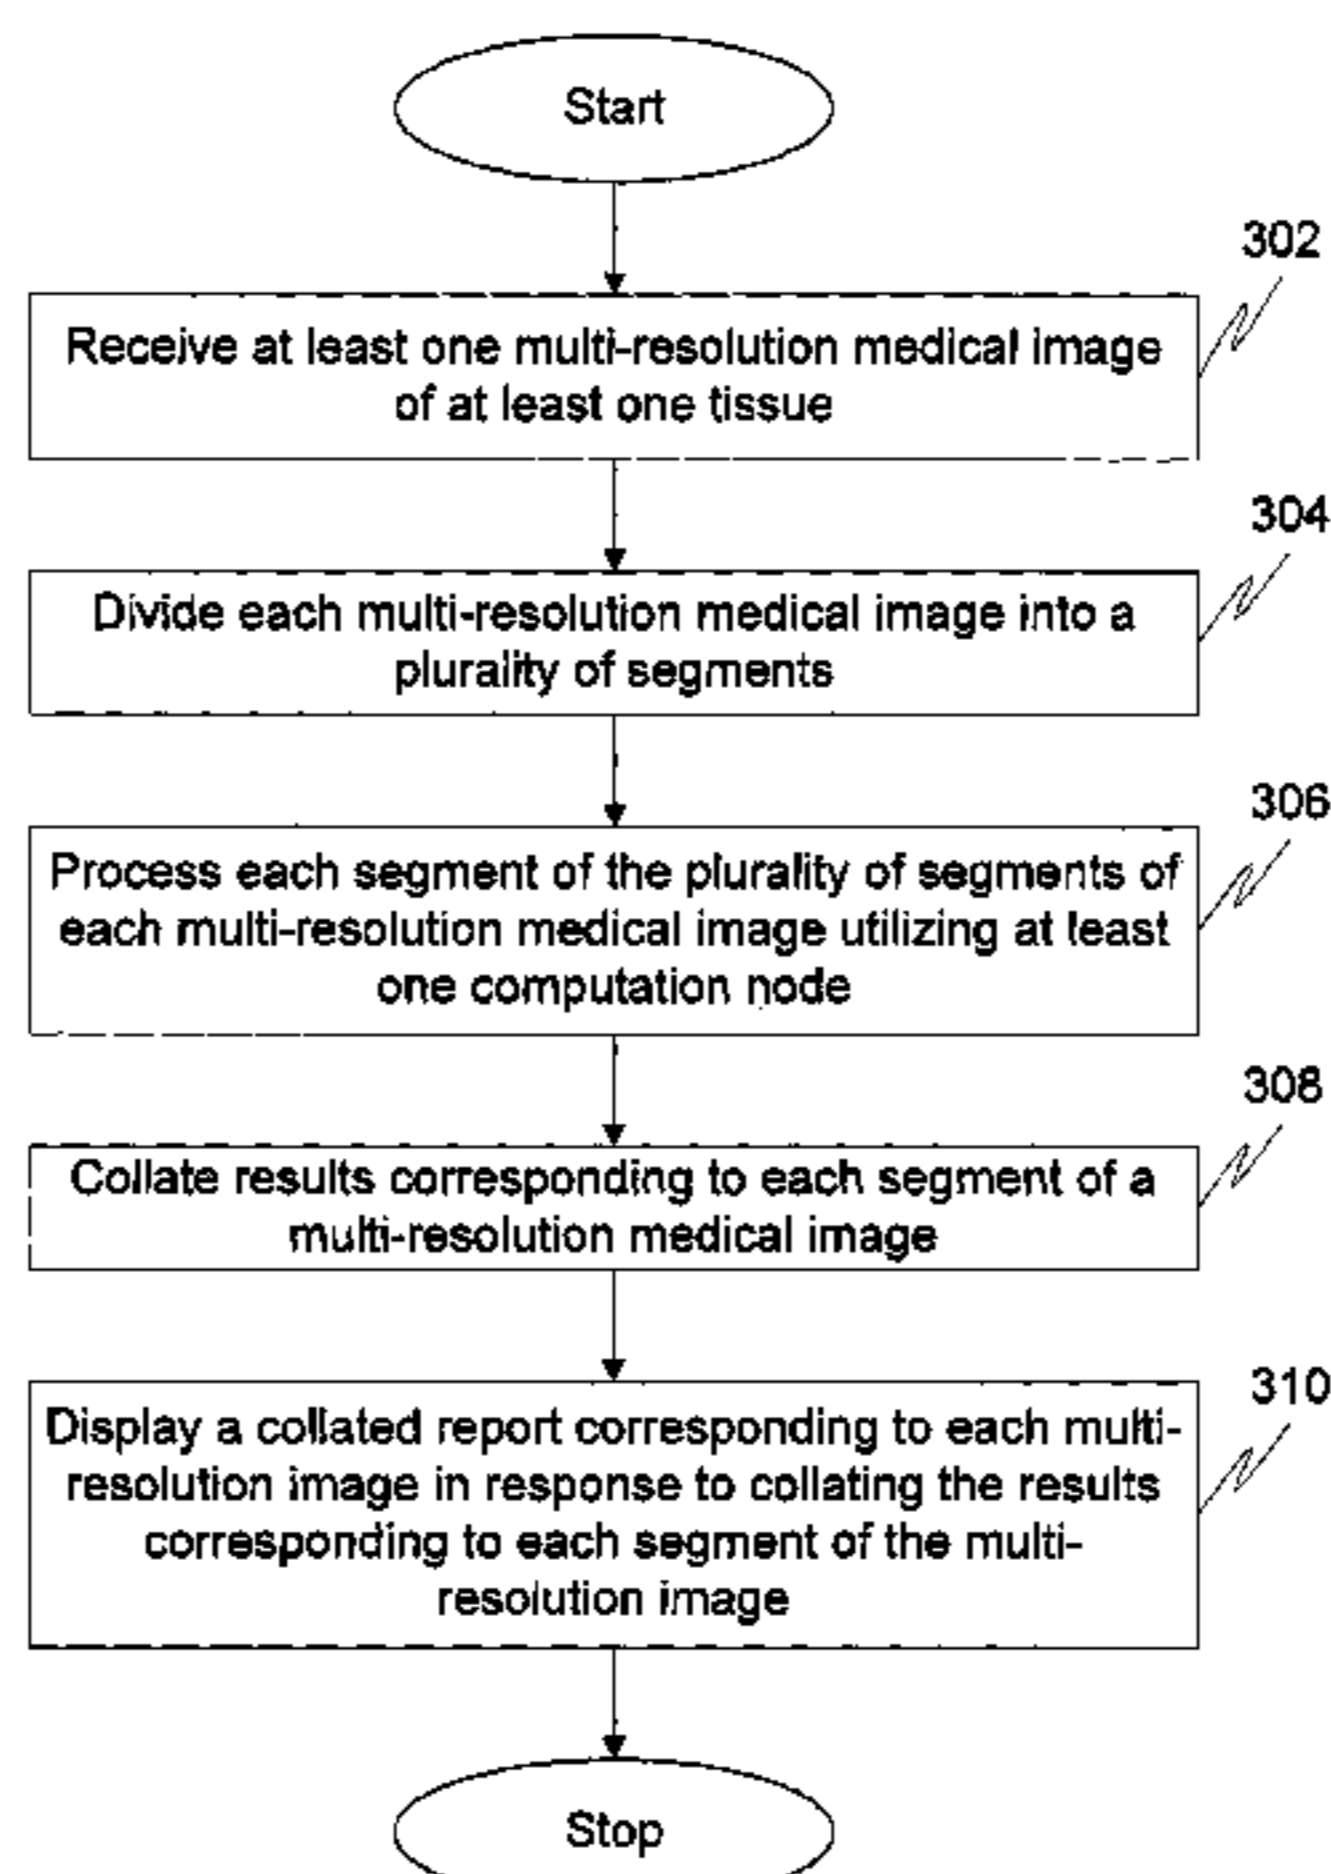 Start
302
Receive at least one multi-resolution medical image
of at least one tissue
304
Divide each multi-resolution medical image into a
plurality of segments
306
Process each segment of the plurality of segments of
each multi-resolution medical image utilizing at least
one computation node
308
Collate results corresponding to each segment of a
multi-resolution medical image
310
Display a collated report corresponding to each multi-
resolution image in response to collating the results
corresponding to each segment of the multi-
resolution image
Stop